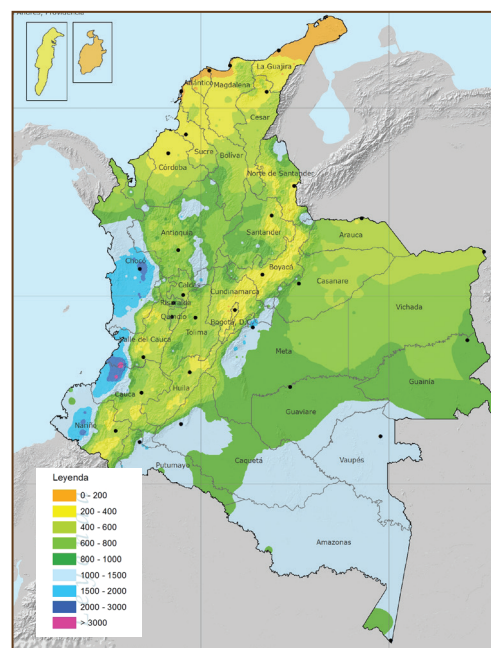 Andrés, Providencia
La Guajira
Atlántico
Magdalena
Cesar
Sucre
Bolívar
Córdoba
Norte de Santander
Antioquia
Santander
Arauca
Chocó
Boyacá
Casanare
Caldas
Cundinamarca
Risaralda
Vichada
Quindío
Bogotá, D.C.
Tolima
Valle del Cauca
Meta
Guainía
Huila
Cauca
Guaviare
Nariño
Caquetá
Vaupés
Putumayo
Amazonas
Leyenda
0 - 200
200 - 400
400 - 600
600 - 800
800 - 1000
1000 - 1500
1500 - 2000
2000 - 3000
> 3000